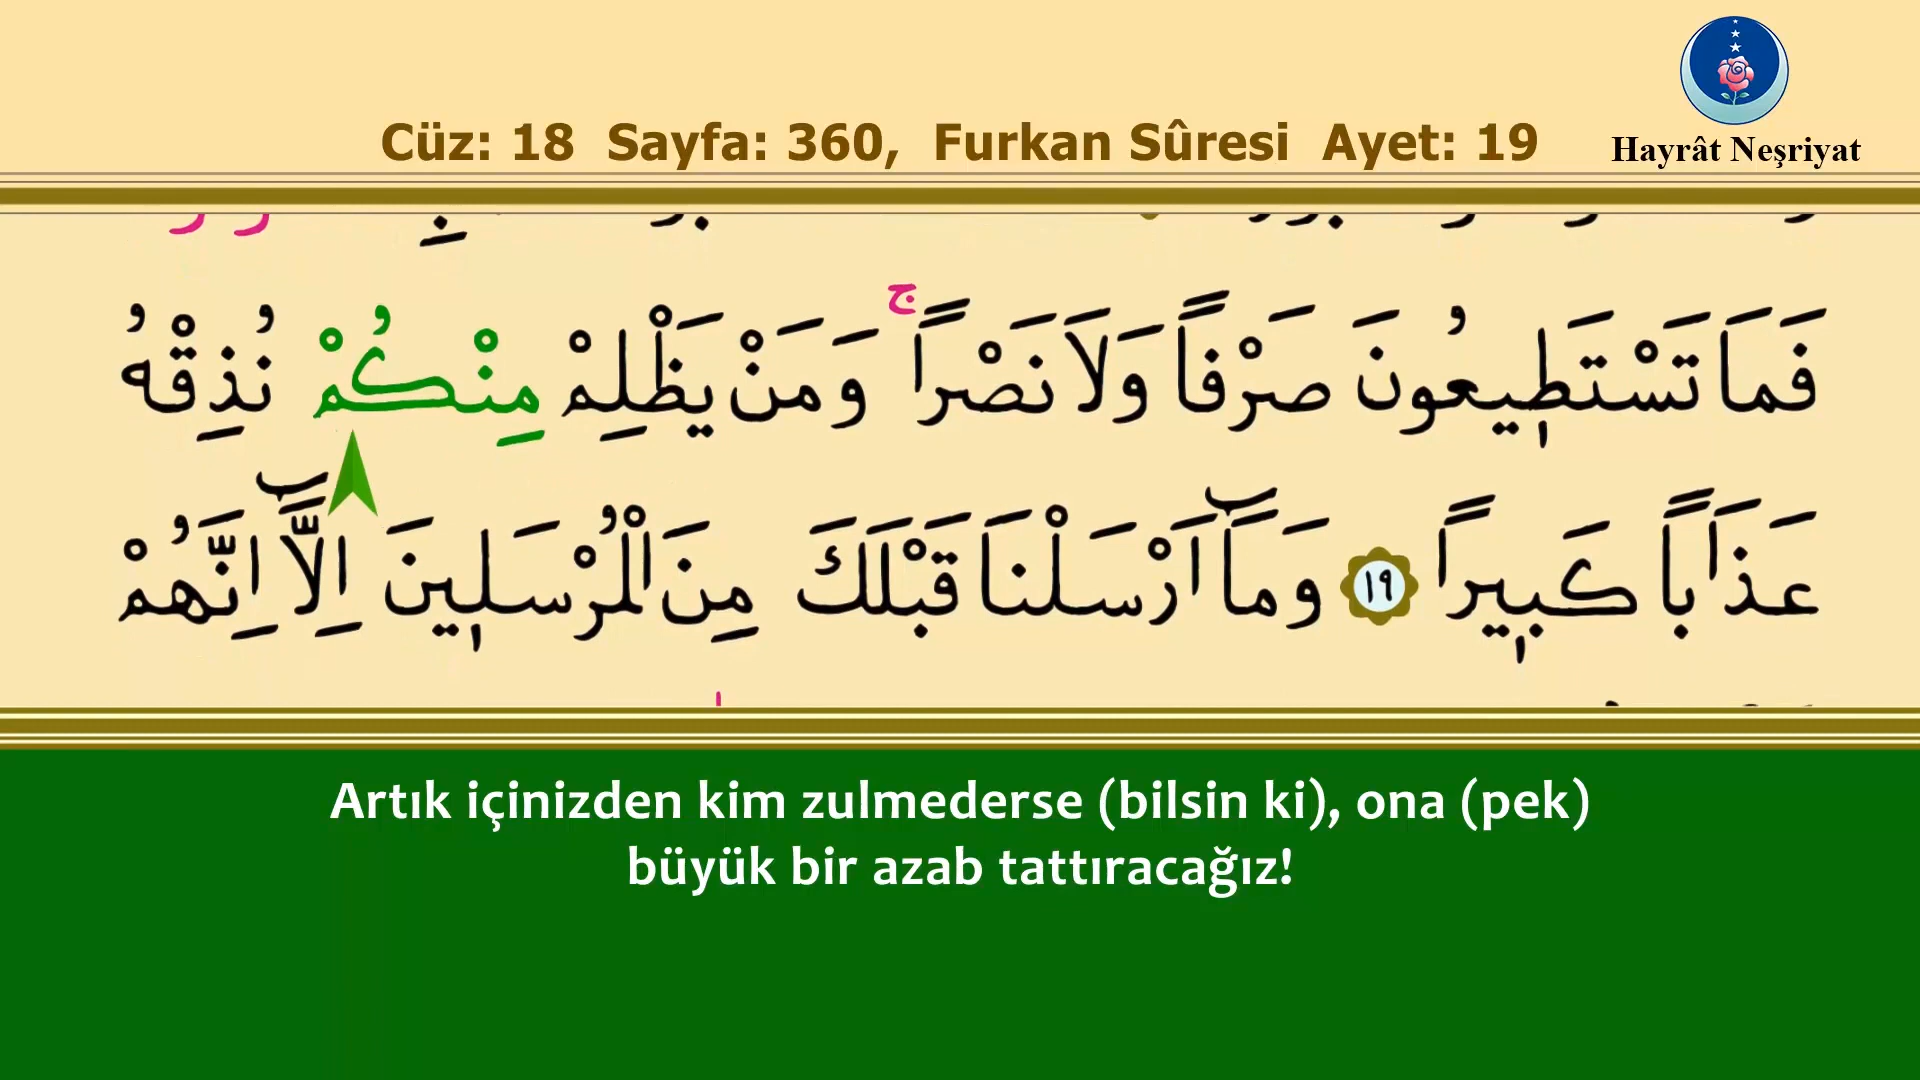 Cüz: 18 Sayfa: 360, Furkan Sûresi Ayet: 19
Hayrât Neşriyat
فَمَا تَسْتَطٖيعُونَ صَرْفًا وَلَا نَصْرًاۚ وَمَنْ يَظْلِمْ مِنْكُمْ نُذِقْهُ
عَذَابًا كَبٖيرًا ﴿١٩﴾ وَمَٓا اَرْسَلْنَا قَبْلَكَ مِنَ الْمُرْسَلٖينَ اِلَّٓا اِنَّهُمْ
Artık içinizden kim zulmederse (bilsin ki), ona (pek)
büyük bir azab tattıracağız!